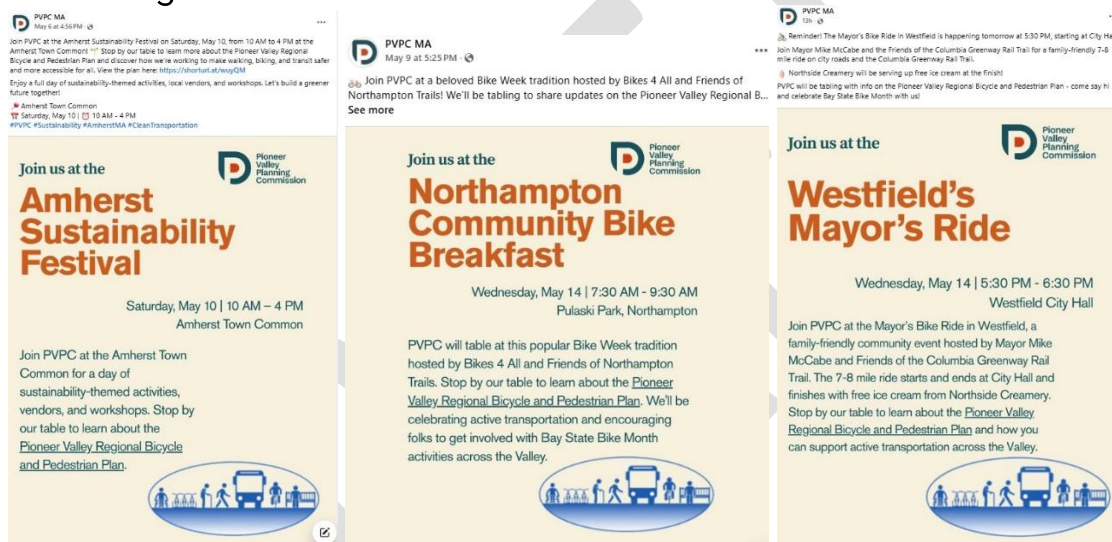 PVPC MA
May 6 at 4:56 PM ·
Join PVPC at the Amherst Sustainability Festival on Saturday, May 10, from 10 AM to 4 PM at the
Amherst Town Common! 🌱 Stop by our table to learn more about the Pioneer Valley Regional
Bicycle and Pedestrian Plan and discover how we're working to make walking, biking, and transit safer
and more accessible for all. View the plan here: https://shorturl.at/wuyQM
Enjoy a full day of sustainability-themed activities, local vendors, and workshops. Let's build a greener
future together!
📍 Amherst Town Common
📅 Saturday, May 10 | ⏰ 10 AM – 4 PM
#PVPC #Sustainability #AmherstMA #CleanTransportation
Join us at the
Pioneer
Valley
Planning
Commission
Amherst
Sustainability
Festival
Saturday, May 10 | 10 AM – 4 PM
Amherst Town Common
Join PVPC at the Amherst Town
Common for a day of
sustainability-themed activities,
vendors, and workshops. Stop by
our table to learn about the
Pioneer Valley Regional Bicycle
and Pedestrian Plan.
PVPC MA
May 9 at 5:25 PM ·
🚲 Join PVPC at a beloved Bike Week tradition hosted by Bikes 4 All and Friends of
Northampton Trails! We'll be tabling to share updates on the Pioneer Valley Regional B...
See more
Join us at the
Pioneer
Valley
Planning
Commission
Northampton
Community Bike
Breakfast
Wednesday, May 14 | 7:30 AM - 9:30 AM
Pulaski Park, Northampton
PVPC will table at this popular Bike Week tradition
hosted by Bikes 4 All and Friends of Northampton
Trails. Stop by our table to learn about the Pioneer
Valley Regional Bicycle and Pedestrian Plan. We'll be
celebrating active transportation and encouraging
folks to get involved with Bay State Bike Month
activities across the Valley.
PVPC MA
13h ·
Reminder! The Mayor's Bike Ride in Westfield is happening tomorrow at 5:30 PM, starting at City Ha
Join Mayor Mike McCabe and the Friends of the Columbia Greenway Rail Trail for a family-friendly 7-8
mile ride on city roads and the Columbia Greenway Rail Trail.
🍦 Northside Creamery will be serving up free ice cream at the finish!
PVPC will be tabling with info on the Pioneer Valley Regional Bicycle and Pedestrian Plan - come say hi
and celebrate Bay State Bike Month with us!
Join us at the
Pioneer
Valley
Planning
Commission
Westfield's
Mayor's Ride
Wednesday, May 14 | 5:30 PM - 6:30 PM
Westfield City Hall
Join PVPC at the Mayor's Bike Ride in Westfield, a
family-friendly community event hosted by Mayor Mike
McCabe and Friends of the Columbia Greenway Rail
Trail. The 7-8 mile ride starts and ends at City Hall and
finishes with free ice cream from Northside Creamery.
Stop by our table to learn about the Pioneer Valley
Regional Bicycle and Pedestrian Plan and how you
can support active transportation across the Valley.